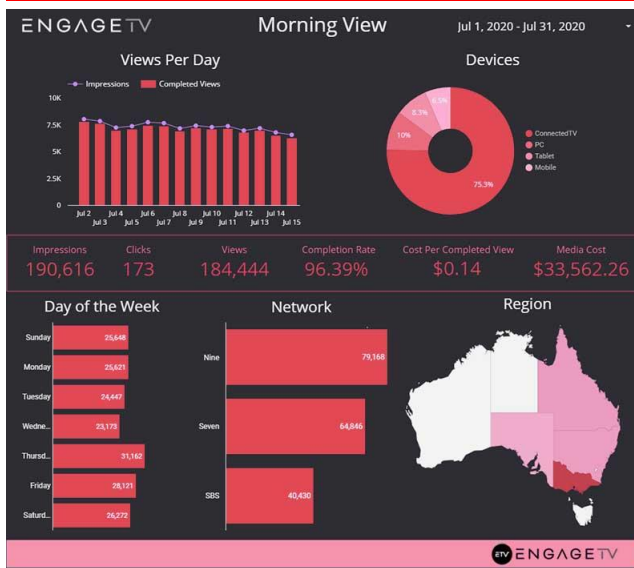 ENGAGETV
Morning View
Jul 1, 2020 - Jul 31, 2020
Views Per Day
Impressions
Completed Views
10K
7.5K
5K
2.5K
0
Jul 2
Jul 4
Jul 6
Jul 8
Jul 10
Jul 12
Jul 14
Jul 3
Jul 5
Jul 7
Jul 9
Jul 11
Jul 13
Jul 15
Devices
6.5%
8.3%
10%
75.3%
ConnectedTV
PC
Tablet
Mobile
Impressions
190,616
Clicks
173
Views
184,444
Completion Rate
96.39%
Cost Per Completed View
$0.14
Media Cost
$33,562.26
Day of the Week
Sunday 25,648
Monday 25,621
Tuesday 24,447
Wedne... 23,173
Thursd... 31,162
Friday 28,121
Saturd... 26,272
Network
Nine 79,168
Seven 64,846
SBS 40,430
Region
ETV ENGAGETV